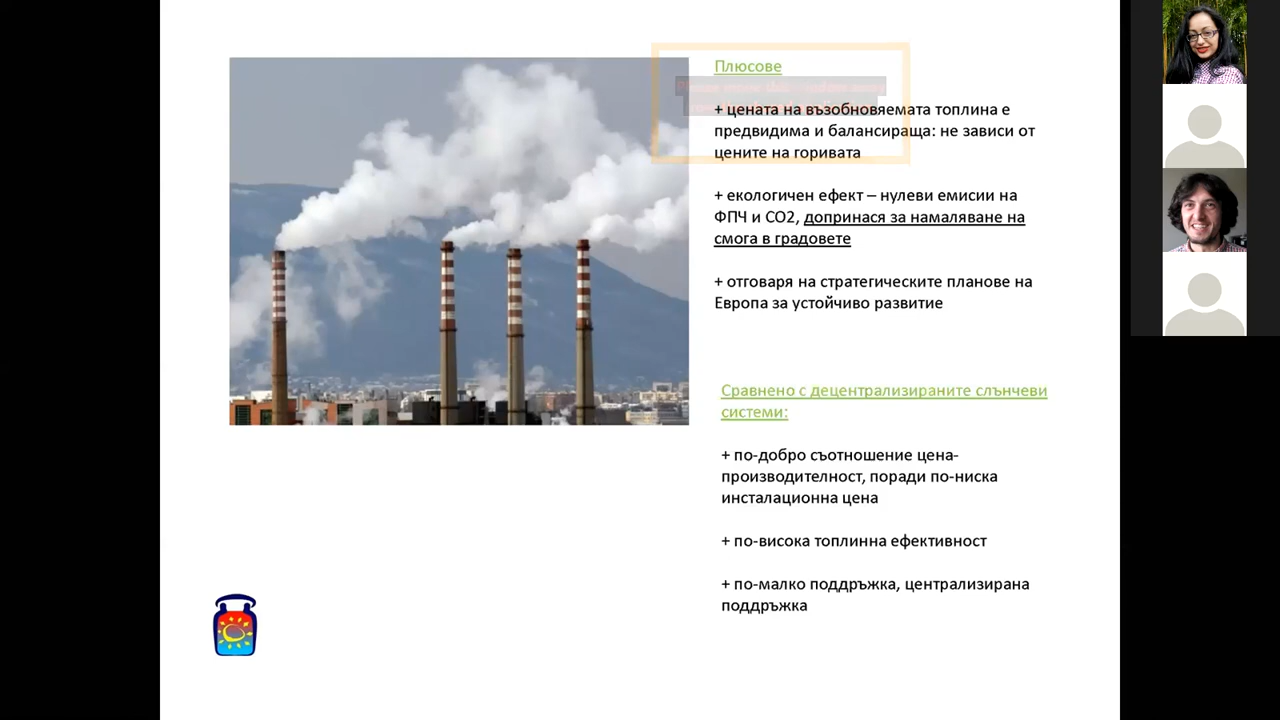 Плюсове
+ цената на възобновяемата топлина е
предвидима и балансираща: не зависи от
цените на горивата
+ екологичен ефект – нулеви емисии на
ФПЧ и СО2, допринася за намаляване на
смога в градовете
+ отговаря на стратегическите планове на
Европа за устойчиво развитие
Сравнено с децентрализираните слънчеви
системи:
+ по-добро съотношение цена-
производителност, поради по-ниска
инсталационна цена
+ по-висока топлинна ефективност
+ по-малко поддръжка, централизирана
поддръжка